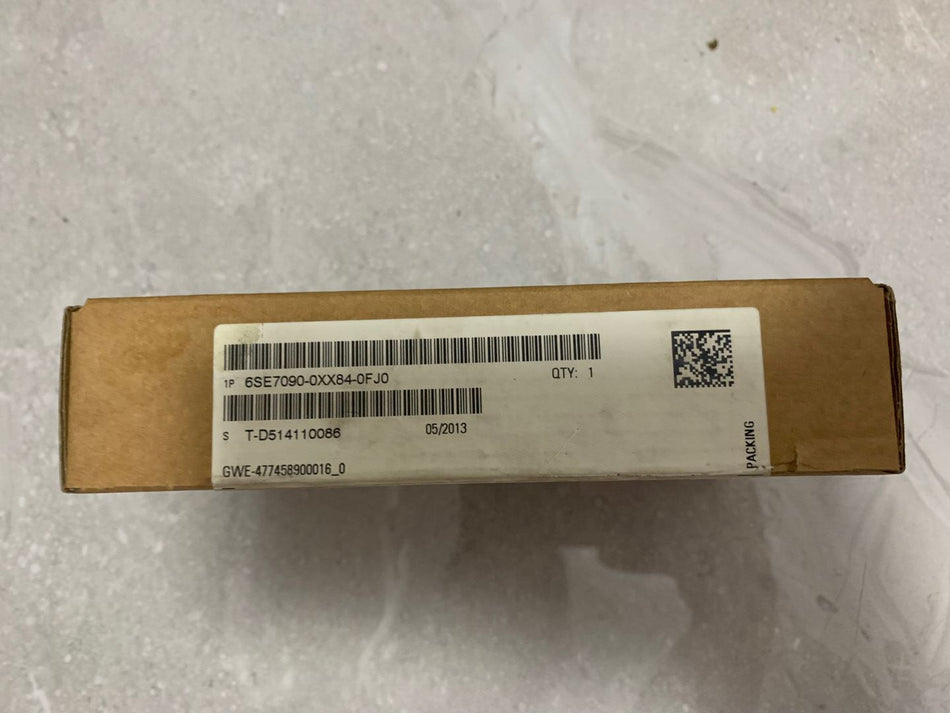 1P 6SE7090-0XX84-0FJ0 QTY: 1
S T-D514110086 05/2013
GWE-477458900016_0
PACKING